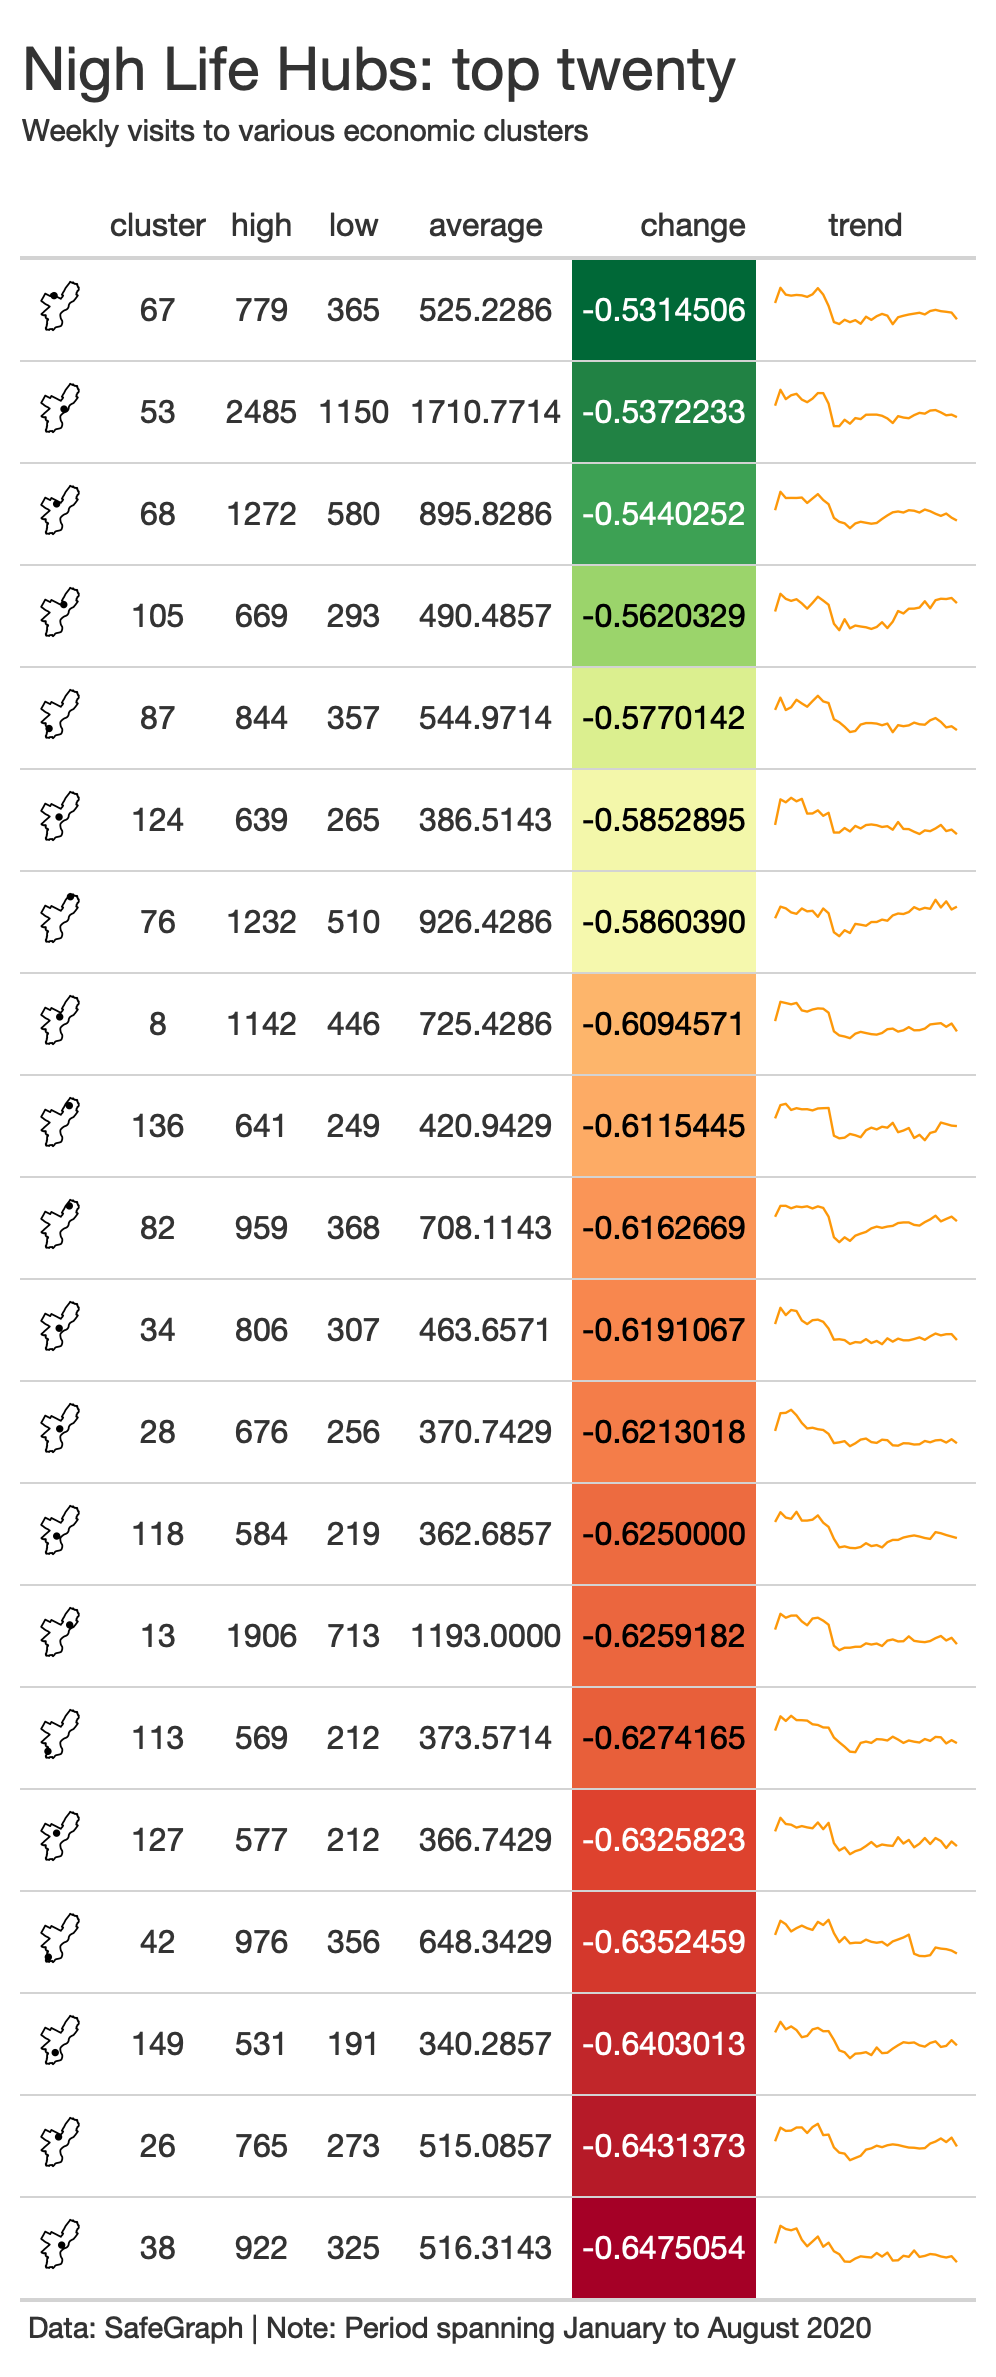 Nigh Life Hubs: top twenty
Weekly visits to various economic clusters
cluster high low average change trend
67 779 365 525.2286 -0.5314506
53 2485 1150 1710.7714 -0.5372233
68 1272 580 895.8286 -0.5440252
105 669 293 490.4857 -0.5620329
87 844 357 544.9714 -0.5770142
124 639 265 386.5143 -0.5852895
76 1232 510 926.4286 -0.5860390
8 1142 446 725.4286 -0.6094571
136 641 249 420.9429 -0.6115445
82 959 368 708.1143 -0.6162669
34 806 307 463.6571 -0.6191067
28 676 256 370.7429 -0.6213018
118 584 219 362.6857 -0.6250000
13 1906 713 1193.0000 -0.6259182
113 569 212 373.5714 -0.6274165
127 577 212 366.7429 -0.6325823
42 976 356 648.3429 -0.6352459
149 531 191 340.2857 -0.6403013
26 765 273 515.0857 -0.6431373
38 922 325 516.3143 -0.6475054
Data: SafeGraph | Note: Period spanning January to August 2020